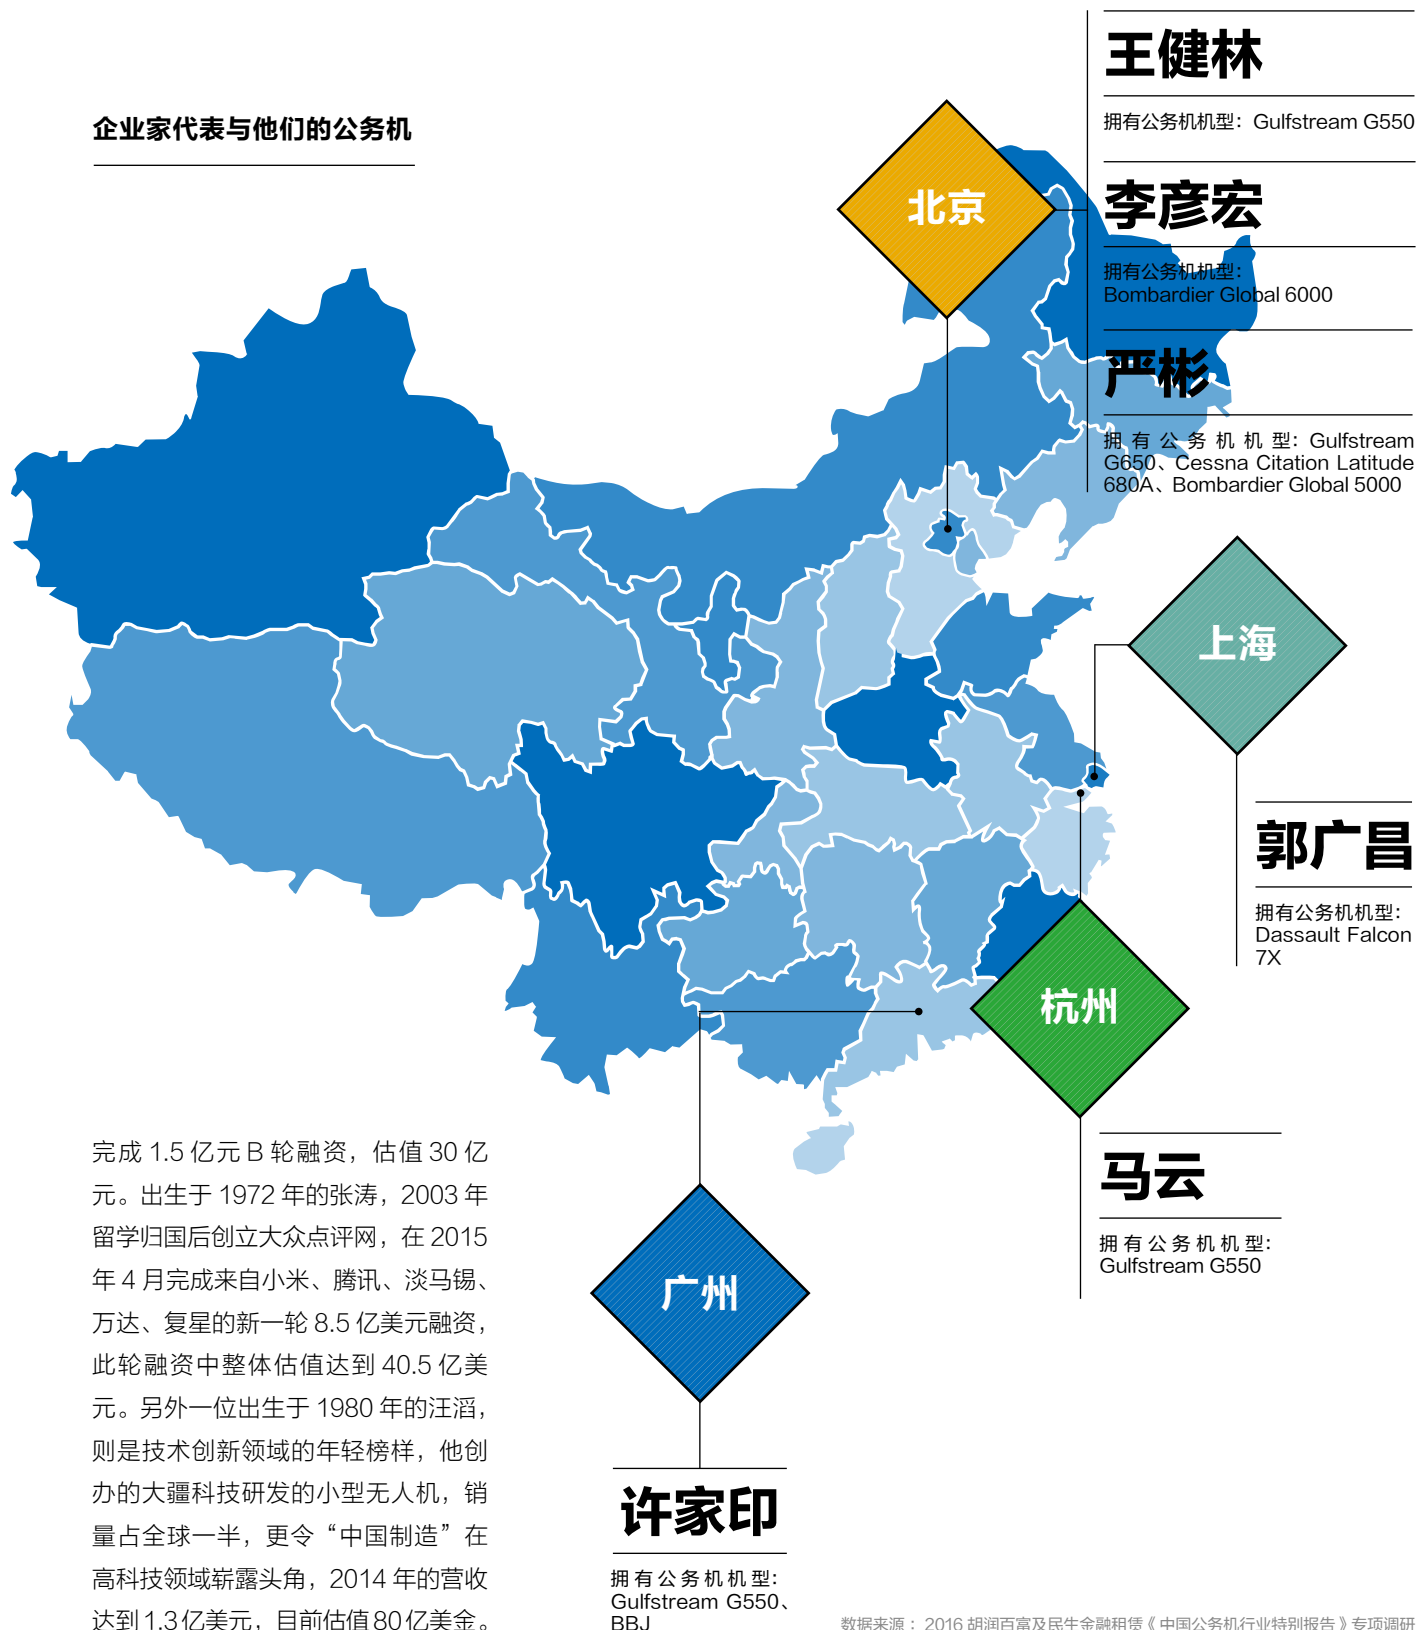 企业家代表与他们的公务机
王健林
拥有公务机机型：Gulfstream G550
李彦宏
拥有公务机机型：
Bombardier Global 6000
严彬
拥有公务机机型：Gulfstream
G650、Cessna Citation Latitude
680A、Bombardier Global 5000
北京
上海
郭广昌
拥有公务机机型：
Dassault Falcon
7X
杭州
马云
拥有公务机机型：
Gulfstream G550
广州
许家印
拥有公务机机型：
Gulfstream G550、
BBJ
完成 1.5 亿元 B 轮融资，估值 30 亿
元。出生于 1972 年的张涛，2003 年
留学归国后创立大众点评网，在 2015
年 4 月完成来自小米、腾讯、淡马锡、
万达、复星的新一轮 8.5 亿美元融资，
此轮融资中整体估值达到 40.5 亿美
元。另外一位出生于 1980 年的汪滔，
则是技术创新领域的年轻榜样，他创
办的大疆科技研发的小型无人机，销
量占全球一半，更令“中国制造”在
高科技领域崭露头角，2014 年的营收
达到 1.3 亿美元，目前估值 80 亿美金。
数据来源：2016 胡润百富及民生金融租赁《中国公务机行业特别报告》专项调研